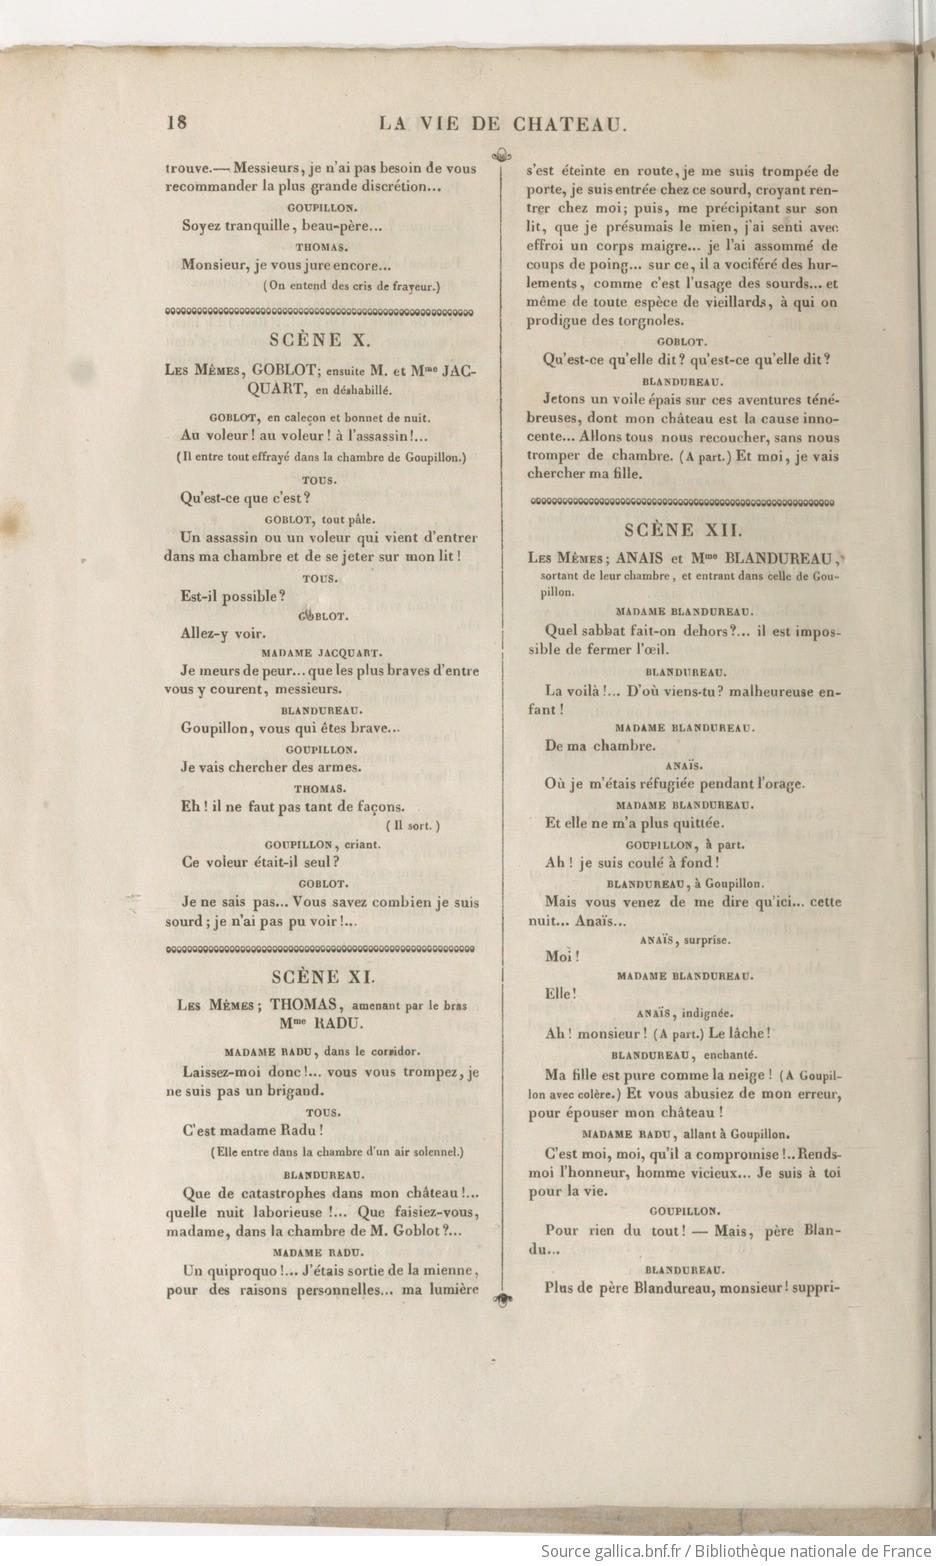 18
LA VIE DE CHATEAU.
trouve.— Messieurs, je n'ai pas besoin de vous
recommander la plus grande discrétion...
GOUPILLON.
Soyez tranquille, beau-père...
THOMAS.
Monsieur, je vous jure encore...
(On entend des cris de frayeur.)
SCÈNE X.
LES MÊMES, GOBLOT; ensuite M. et Mme JAC-
QUART, en déshabillé.
GOBLOT, en caleçon et bonnet de nuit.
Au voleur! au voleur! à l'assassin!...
(Il entre tout effrayé dans la chambre de Goupillon.)
TOUS.
Qu'est-ce que c'est?
GOBLOT, tout pâle.
Un assassin ou un voleur qui vient d'entrer
dans ma chambre et de se jeter sur mon lit!
TOUS.
Est-il possible?
GOBLOT.
Allez-y voir.
MADAME JACQUART.
Je meurs de peur... que les plus braves d'entre
vous y courent, messieurs.
BLANDUREAU.
Goupillon, vous qui êtes brave...
GOUPILLON.
Je vais chercher des armes.
THOMAS.
Eh! il ne faut pas tant de façons.
(Il sort.)
GOUPILLON, criant.
Ce voleur était-il seul?
GOBLOT.
Je ne sais pas... Vous savez combien je suis
sourd; je n'ai pas pu voir!...
SCÈNE XI.
LES MÊMES; THOMAS, amenant par le bras
Mme RADU.
MADAME RADU, dans le corridor.
Laissez-moi donc!... vous vous trompez, je
ne suis pas un brigand.
TOUS.
C'est madame Radu!
(Elle entre dans la chambre d'un air solennel.)
BLANDUREAU.
Que de catastrophes dans mon château!...
quelle nuit laborieuse!... Que faisiez-vous,
madame, dans la chambre de M. Goblot?...
MADAME RADU.
Un quiproquo!... J'étais sortie de la mienne,
pour des raisons personnelles... ma lumière
s'est éteinte en route, je me suis trompée de
porte, je suis entrée chez ce sourd, croyant ren-
trer chez moi; puis, me précipitant sur son
lit, que je présumais le mien, j'ai senti avec
effroi un corps maigre... je l'ai assommé de
coups de poing... sur ce, il a vociféré des hur-
lements, comme c'est l'usage des sourds... et
même de toute espèce de vieillards, à qui on
prodigue des torgnoles.
GOBLOT.
Qu'est-ce qu'elle dit? qu'est-ce qu'elle dit?
BLANDUREAU.
Jetons un voile épais sur ces aventures téné-
breuses, dont mon château est la cause inno-
cente... Allons tous nous recoucher, sans nous
tromper de chambre. (A part.) Et moi, je vais
chercher ma fille.
SCÈNE XII.
LES MÊMES; ANAIS et Mme BLANDUREAU,
sortant de leur chambre, et entrant dans celle de Gou-
pillon.
MADAME BLANDUREAU.
Quel sabbat fait-on dehors?... il est impos-
sible de fermer l'œil.
BLANDUREAU.
La voilà!... D'où viens-tu? malheureuse en-
fant!
MADAME BLANDUREAU.
De ma chambre.
ANAÏS.
Où je m'étais réfugiée pendant l'orage.
MADAME BLANDUREAU.
Et elle ne m'a plus quittée.
GOUPILLON, à part.
Ah! je suis coulé à fond!
BLANDUREAU, à Goupillon.
Mais vous venez de me dire qu'ici... cette
nuit... Anaïs...
ANAÏS, surprise.
Moi!
MADAME BLANDUREAU.
Elle!
ANAÏS, indignée.
Ah! monsieur! (A part.) Le lâche!
BLANDUREAU, enchanté.
Ma fille est pure comme la neige! (A Goupil-
lon avec colère.) Et vous abusiez de mon erreur,
pour épouser mon château!
MADAME RADU, allant à Goupillon.
C'est moi, moi, qu'il a compromise!.. Rends-
moi l'honneur, homme vicieux... Je suis à toi
pour la vie.
GOUPILLON.
Pour rien du tout! — Mais, père Blan-
du...
BLANDUREAU.
Plus de père Blandureau, monsieur! suppri-
Source gallica.bnf.fr / Bibliothèque nationale de France